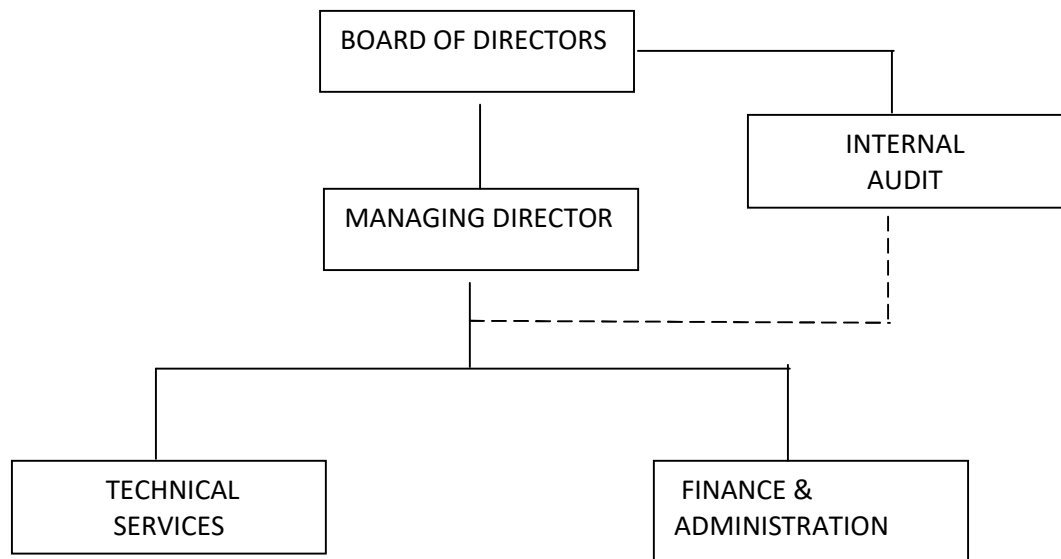 BOARD OF DIRECTORS
INTERNAL
AUDIT
MANAGING DIRECTOR
TECHNICAL
SERVICES
FINANCE &
ADMINISTRATION